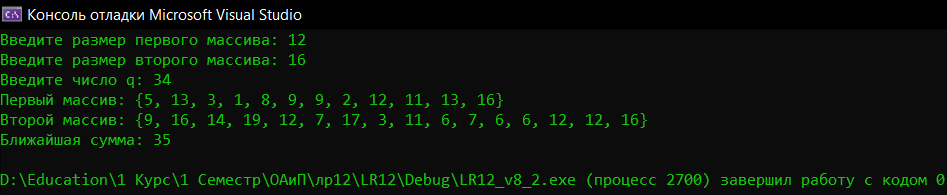 Консоль отладки Microsoft Visual Studio
Введите размер первого массива: 12
Введите размер второго массива: 16
Введите число q: 34
Первый массив: {5, 13, 3, 1, 8, 9, 9, 2, 12, 11, 13, 16}
Второй массив: {9, 16, 14, 19, 12, 7, 17, 3, 11, 6, 7, 6, 6, 12, 12, 16}
Ближайшая сумма: 35
D:\Education\1 Курс\1 Семестр\ОАиП\лр12\LR12\Debug\LR12_v8_2.exe (процесс 2700) завершил работу с кодом 0